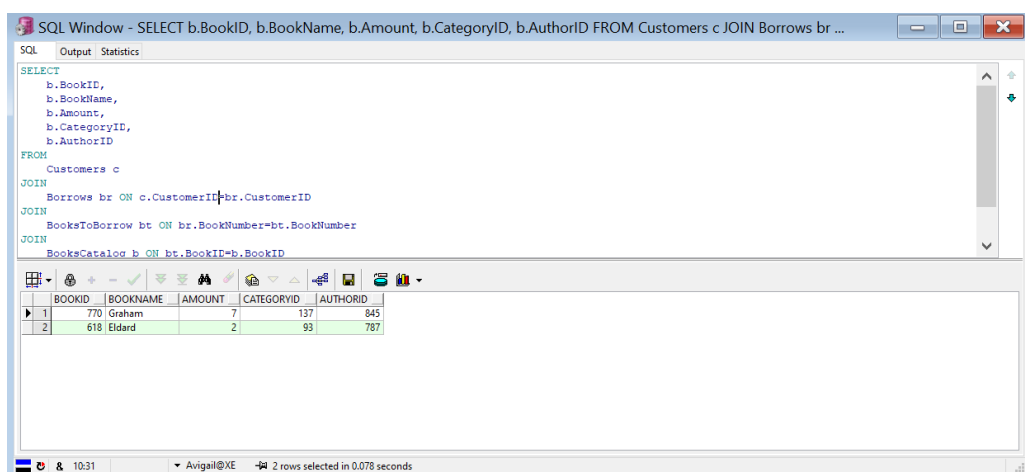 SQL Window - SELECT b.BookID, b.BookName, b.Amount, b.CategoryID, b.AuthorID FROM Customers c JOIN Borrows br ...
SQL Output Statistics
SELECT
b.BookID,
b.BookName,
b.Amount,
b.CategoryID,
b.AuthorID
FROM
Customers c
JOIN
Borrows br ON c.CustomerID=br.CustomerID
JOIN
BooksToBorrow bt ON br.BookNumber=bt.BookNumber
JOIN
BooksCatalog b ON bt.BookID=b.BookID
BOOKID BOOKNAME AMOUNT CATEGORYID AUTHORID
1 770 Graham 7 137 845
2 618 Eldard 2 93 787
& 10:31 Avigail@XE 2 rows selected in 0.078 seconds